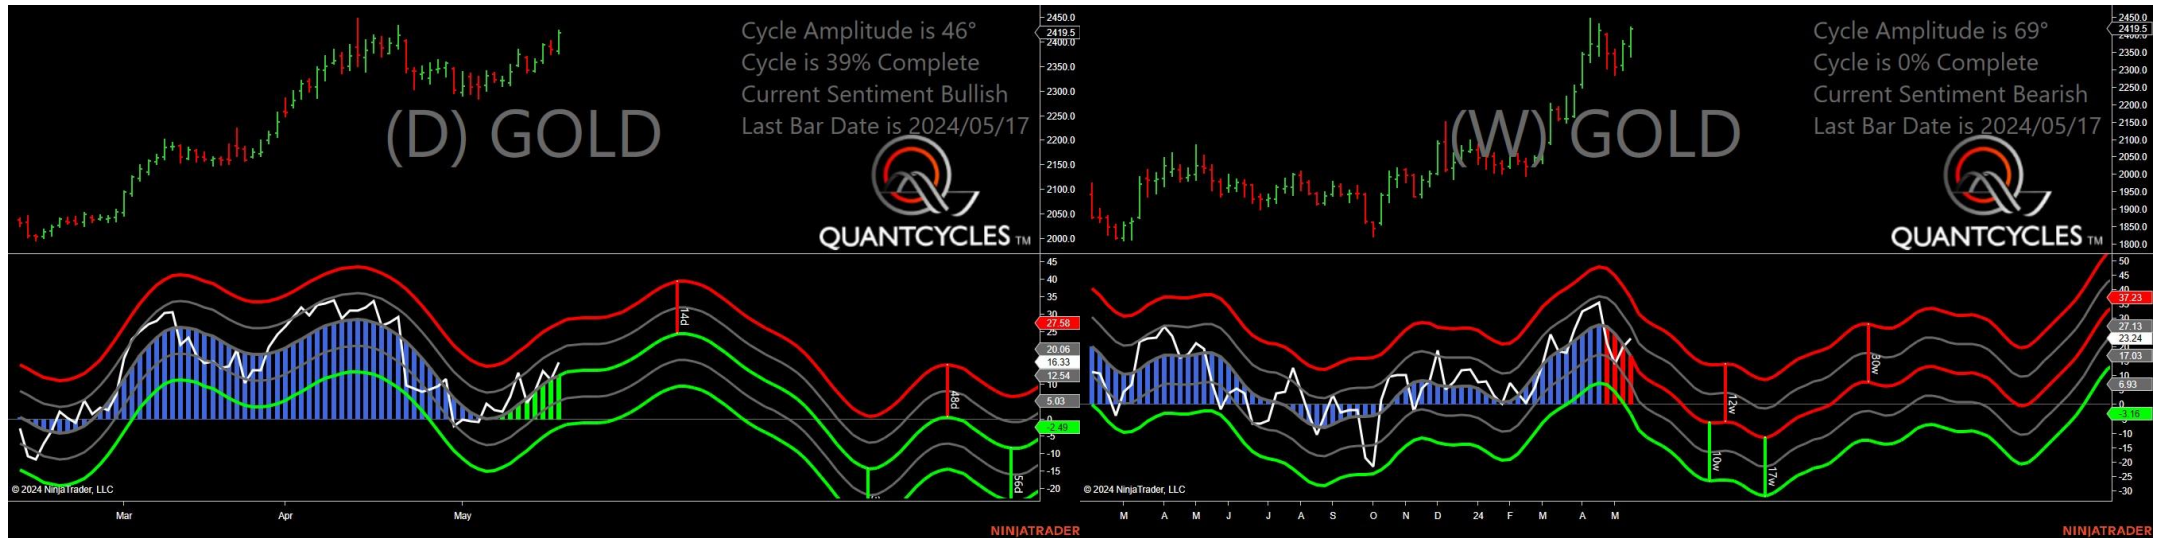 Cycle Amplitude is 46°
Cycle is 39% Complete
Current Sentiment Bullish
Last Bar Date is 2024/05/17
(D) GOLD
QUANTCYCLES TM
2450.0
2419.5
2400.0
2350.0
2300.0
2250.0
2200.0
2150.0
2100.0
2050.0
2000.0
45
40
35
30
27.58
25
20.06
16.33
12.54
10
5.03
0
-2.49
-5
-10
-15
-20
14d
48d
56d
© 2024 NinjaTrader, LLC
Mar Apr May
NINJATRADER
Cycle Amplitude is 69°
Cycle is 0% Complete
Current Sentiment Bearish
Last Bar Date is 2024/05/17
(W) GOLD
QUANTCYCLES TM
2450.0
2419.5
2350.0
2300.0
2250.0
2200.0
2150.0
2100.0
2050.0
2000.0
1950.0
1900.0
1850.0
1800.0
50
45
40
37.23
30
27.13
23.24
20
17.03
10
6.93
0
-3.16
-10
-15
-20
-25
-30
10w
12w
17w
30w
© 2024 NinjaTrader, LLC
M A M J J A S O N D 24 F M A M
NINJATRADER